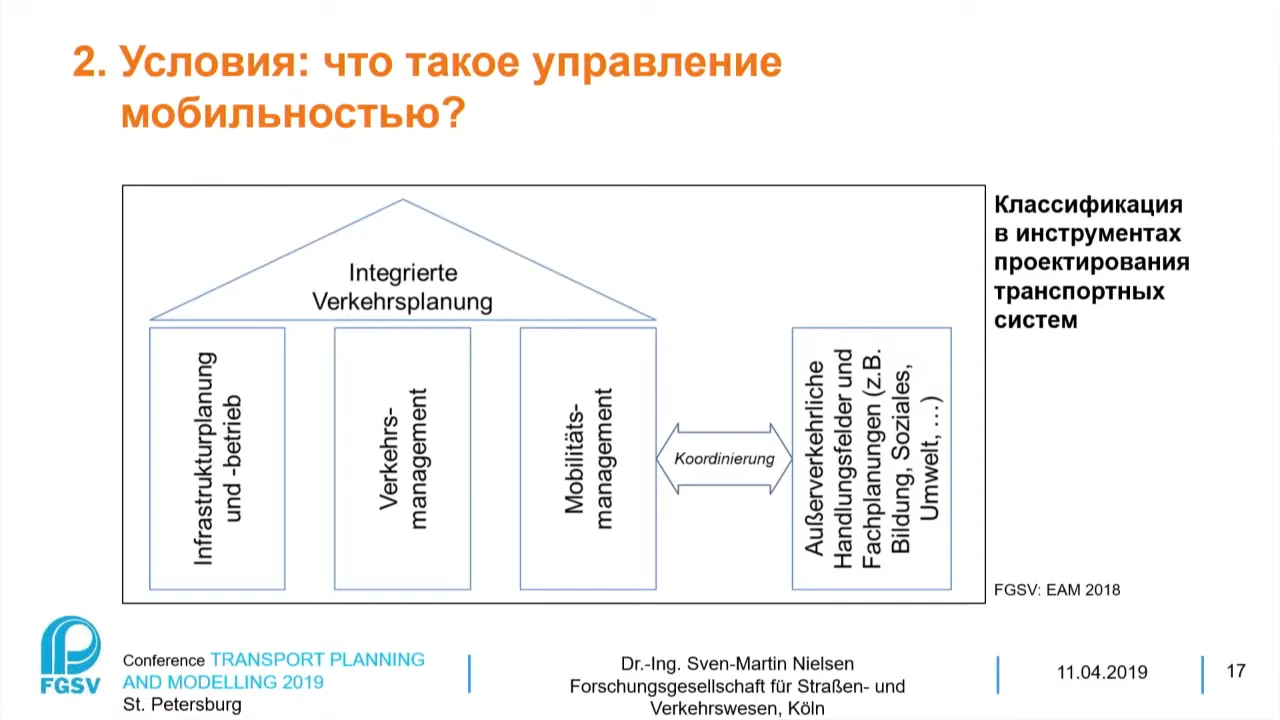 2. Условия: что такое управление
мобильностью?
Integrierte
Verkehrsplanung
Infrastrukturplanung
und -betrieb
Verkehrs-
management
Mobilitäts-
management
Koordinierung
Außerverkehrliche
Handlungsfelder und
Fachplanungen (z.B.
Bildung, Soziales,
Umwelt, …)
Классификация
в инструментах
проектирования
транспортных
систем
FGSV: EAM 2018
FGSV
Conference TRANSPORT PLANNING
AND MODELLING 2019
St. Petersburg
Dr.-Ing. Sven-Martin Nielsen
Forschungsgesellschaft für Straßen- und
Verkehrswesen, Köln
11.04.2019
17